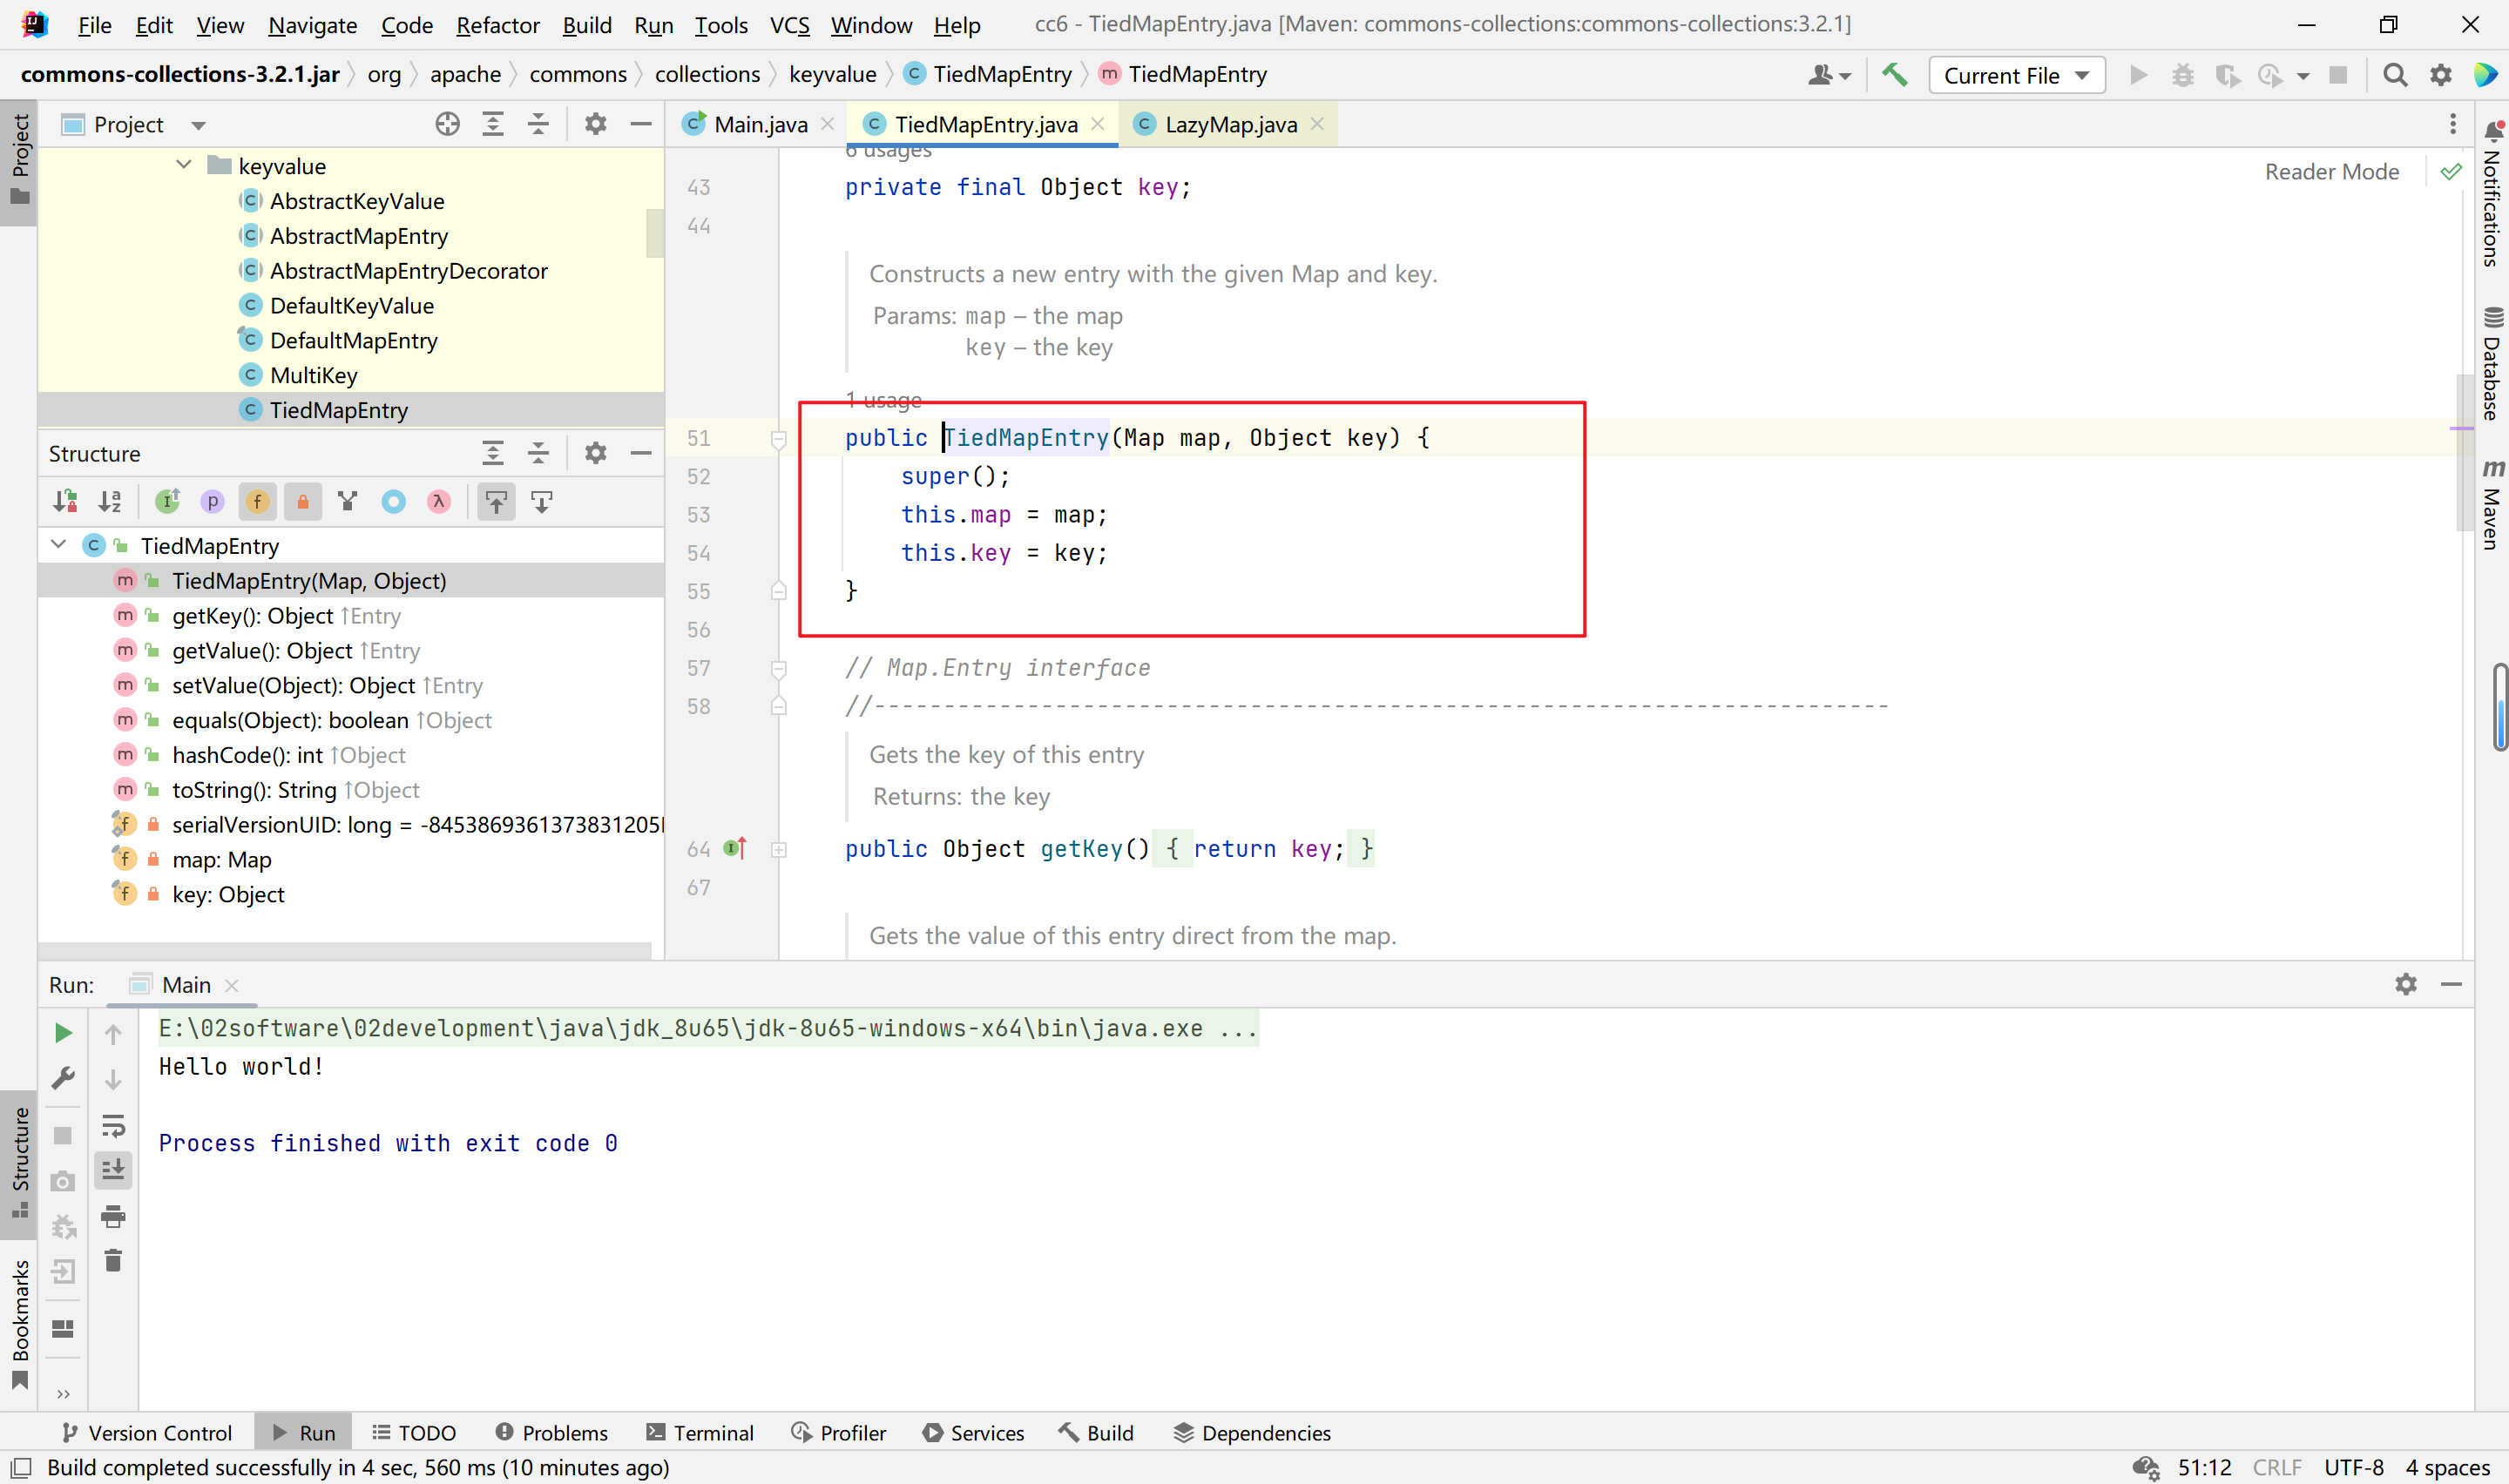 File Edit View Navigate Code Refactor Build Run Tools VCS Window Help cc6 - TiedMapEntry.java [Maven: commons-collections:commons-collections:3.2.1]
commons-collections-3.2.1.jar org apache commons collections keyvalue C TiedMapEntry m TiedMapEntry Current File
Project
Main.java TiedMapEntry.java LazyMap.java
keyvalue
AbstractKeyValue
AbstractMapEntry
AbstractMapEntryDecorator
DefaultKeyValue
DefaultMapEntry
MultiKey
TiedMapEntry
Structure
TiedMapEntry
TiedMapEntry(Map, Object)
getKey(): Object ↑Entry
getValue(): Object ↑Entry
setValue(Object): Object ↑Entry
equals(Object): boolean ↑Object
hashCode(): int ↑Object
toString(): String ↑Object
serialVersionUID: long = -8453869361373831205
map: Map
key: Object
6 usages
Reader Mode
43 private final Object key;
44
Constructs a new entry with the given Map and key.
Params: map – the map
key – the key
1 usage
51 public TiedMapEntry(Map map, Object key) {
52 super();
53 this.map = map;
54 this.key = key;
55 }
56
57 // Map.Entry interface
58 //-------------------------------------------------------------------------
Gets the key of this entry
Returns: the key
64 public Object getKey() { return key; }
67
Gets the value of this entry direct from the map.
Project
Structure
Bookmarks
Notifications
Database
Maven
Run: Main
E:\02software\02development\java\jdk_8u65\jdk-8u65-windows-x64\bin\java.exe ...
Hello world!
Process finished with exit code 0
Version Control Run TODO Problems Terminal Profiler Services Build Dependencies
Build completed successfully in 4 sec, 560 ms (10 minutes ago) 51:12 CRLF UTF-8 4 spaces